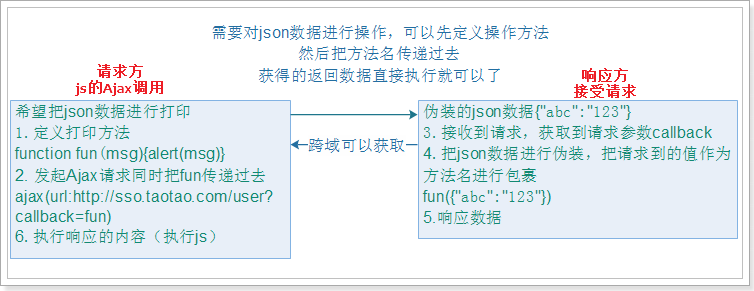 需要对json数据进行操作，可以先定义操作方法
然后把方法名传递过去
获得的返回数据直接执行就可以了
请求方
js的Ajax调用
希望把json数据进行打印
1. 定义打印方法
function fun(msg){alert(msg)}
2. 发起Ajax请求同时把fun传递过去
ajax(url:http://sso.taotao.com/user?
callback=fun)
6. 执行响应的内容（执行js）
跨域可以获取
响应方
接受请求
伪装的json数据{"abc":"123"}
3. 接收到请求，获取到请求参数callback
4. 把json数据进行伪装，把请求到的值作为
方法名进行包裹
fun({"abc":"123"})
5.响应数据